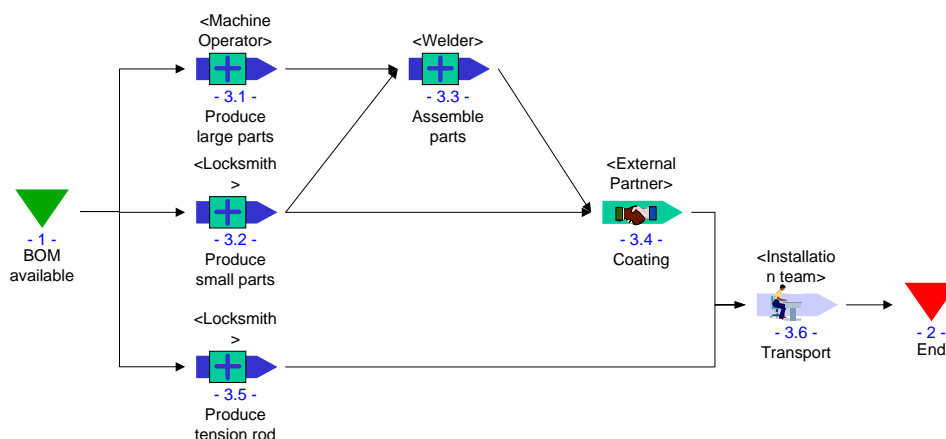 <Machine
Operator>
- 3.1 -
Produce
large parts
<Welder>
- 3.3 -
Assemble
parts
<Locksmith
>
- 3.2 -
Produce
small parts
- 1 -
BOM
available
<External
Partner>
- 3.4 -
Coating
<Locksmith
>
- 3.5 -
Produce
tension rod
<Installatio
n team>
- 3.6 -
Transport
- 2 -
End